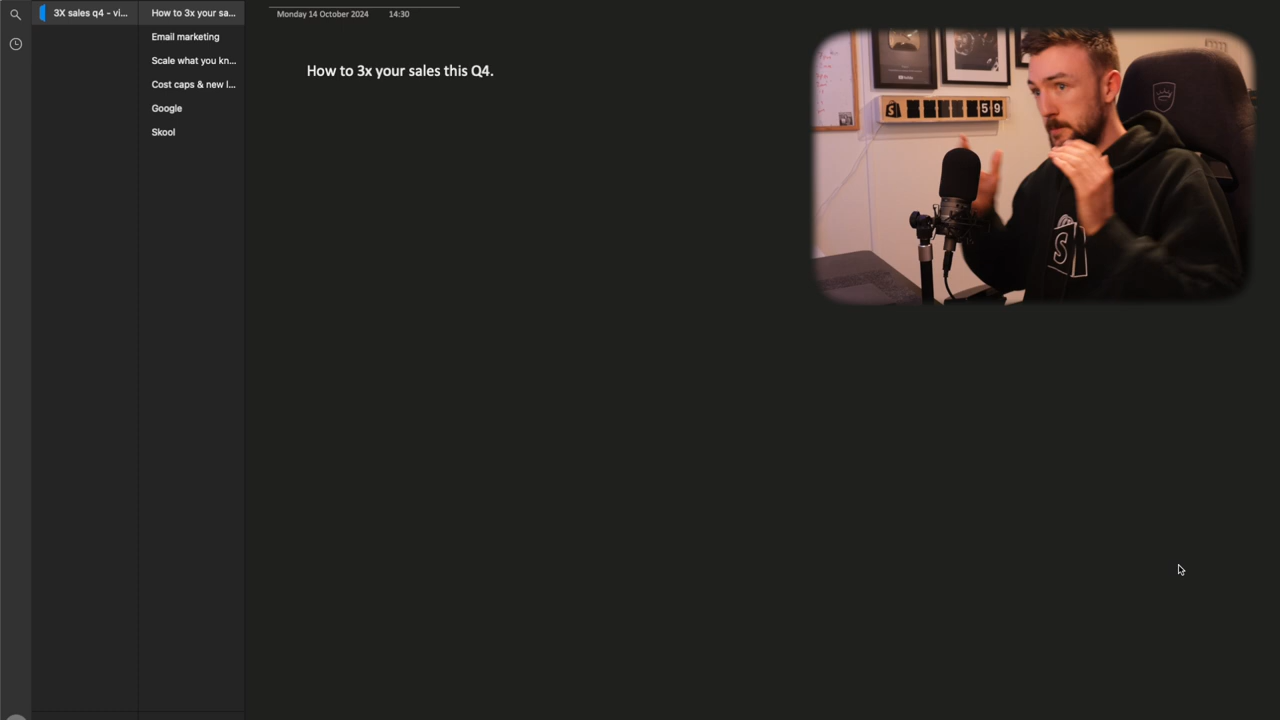 3X sales q4 - vi...
How to 3x your sa...
Email marketing
Scale what you kn...
Cost caps & new l...
Google
Skool
Monday 14 October 2024 14:30
How to 3x your sales this Q4.
59
S